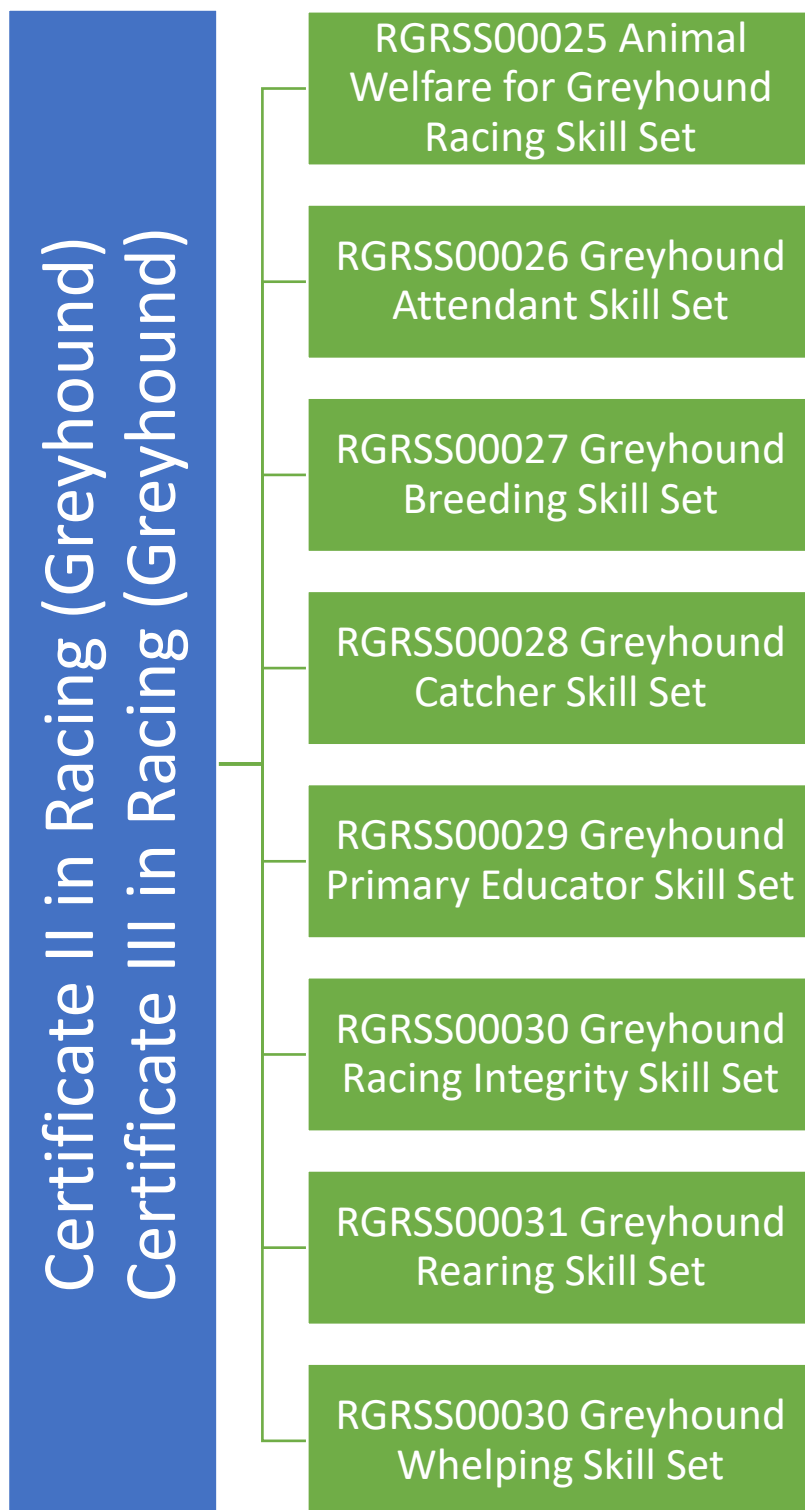 Certificate II in Racing (Greyhound)
Certificate III in Racing (Greyhound)
RGRSS00025 Animal
Welfare for Greyhound
Racing Skill Set
RGRSS00026 Greyhound
Attendant Skill Set
RGRSS00027 Greyhound
Breeding Skill Set
RGRSS00028 Greyhound
Catcher Skill Set
RGRSS00029 Greyhound
Primary Educator Skill Set
RGRSS00030 Greyhound
Racing Integrity Skill Set
RGRSS00031 Greyhound
Rearing Skill Set
RGRSS00030 Greyhound
Whelping Skill Set